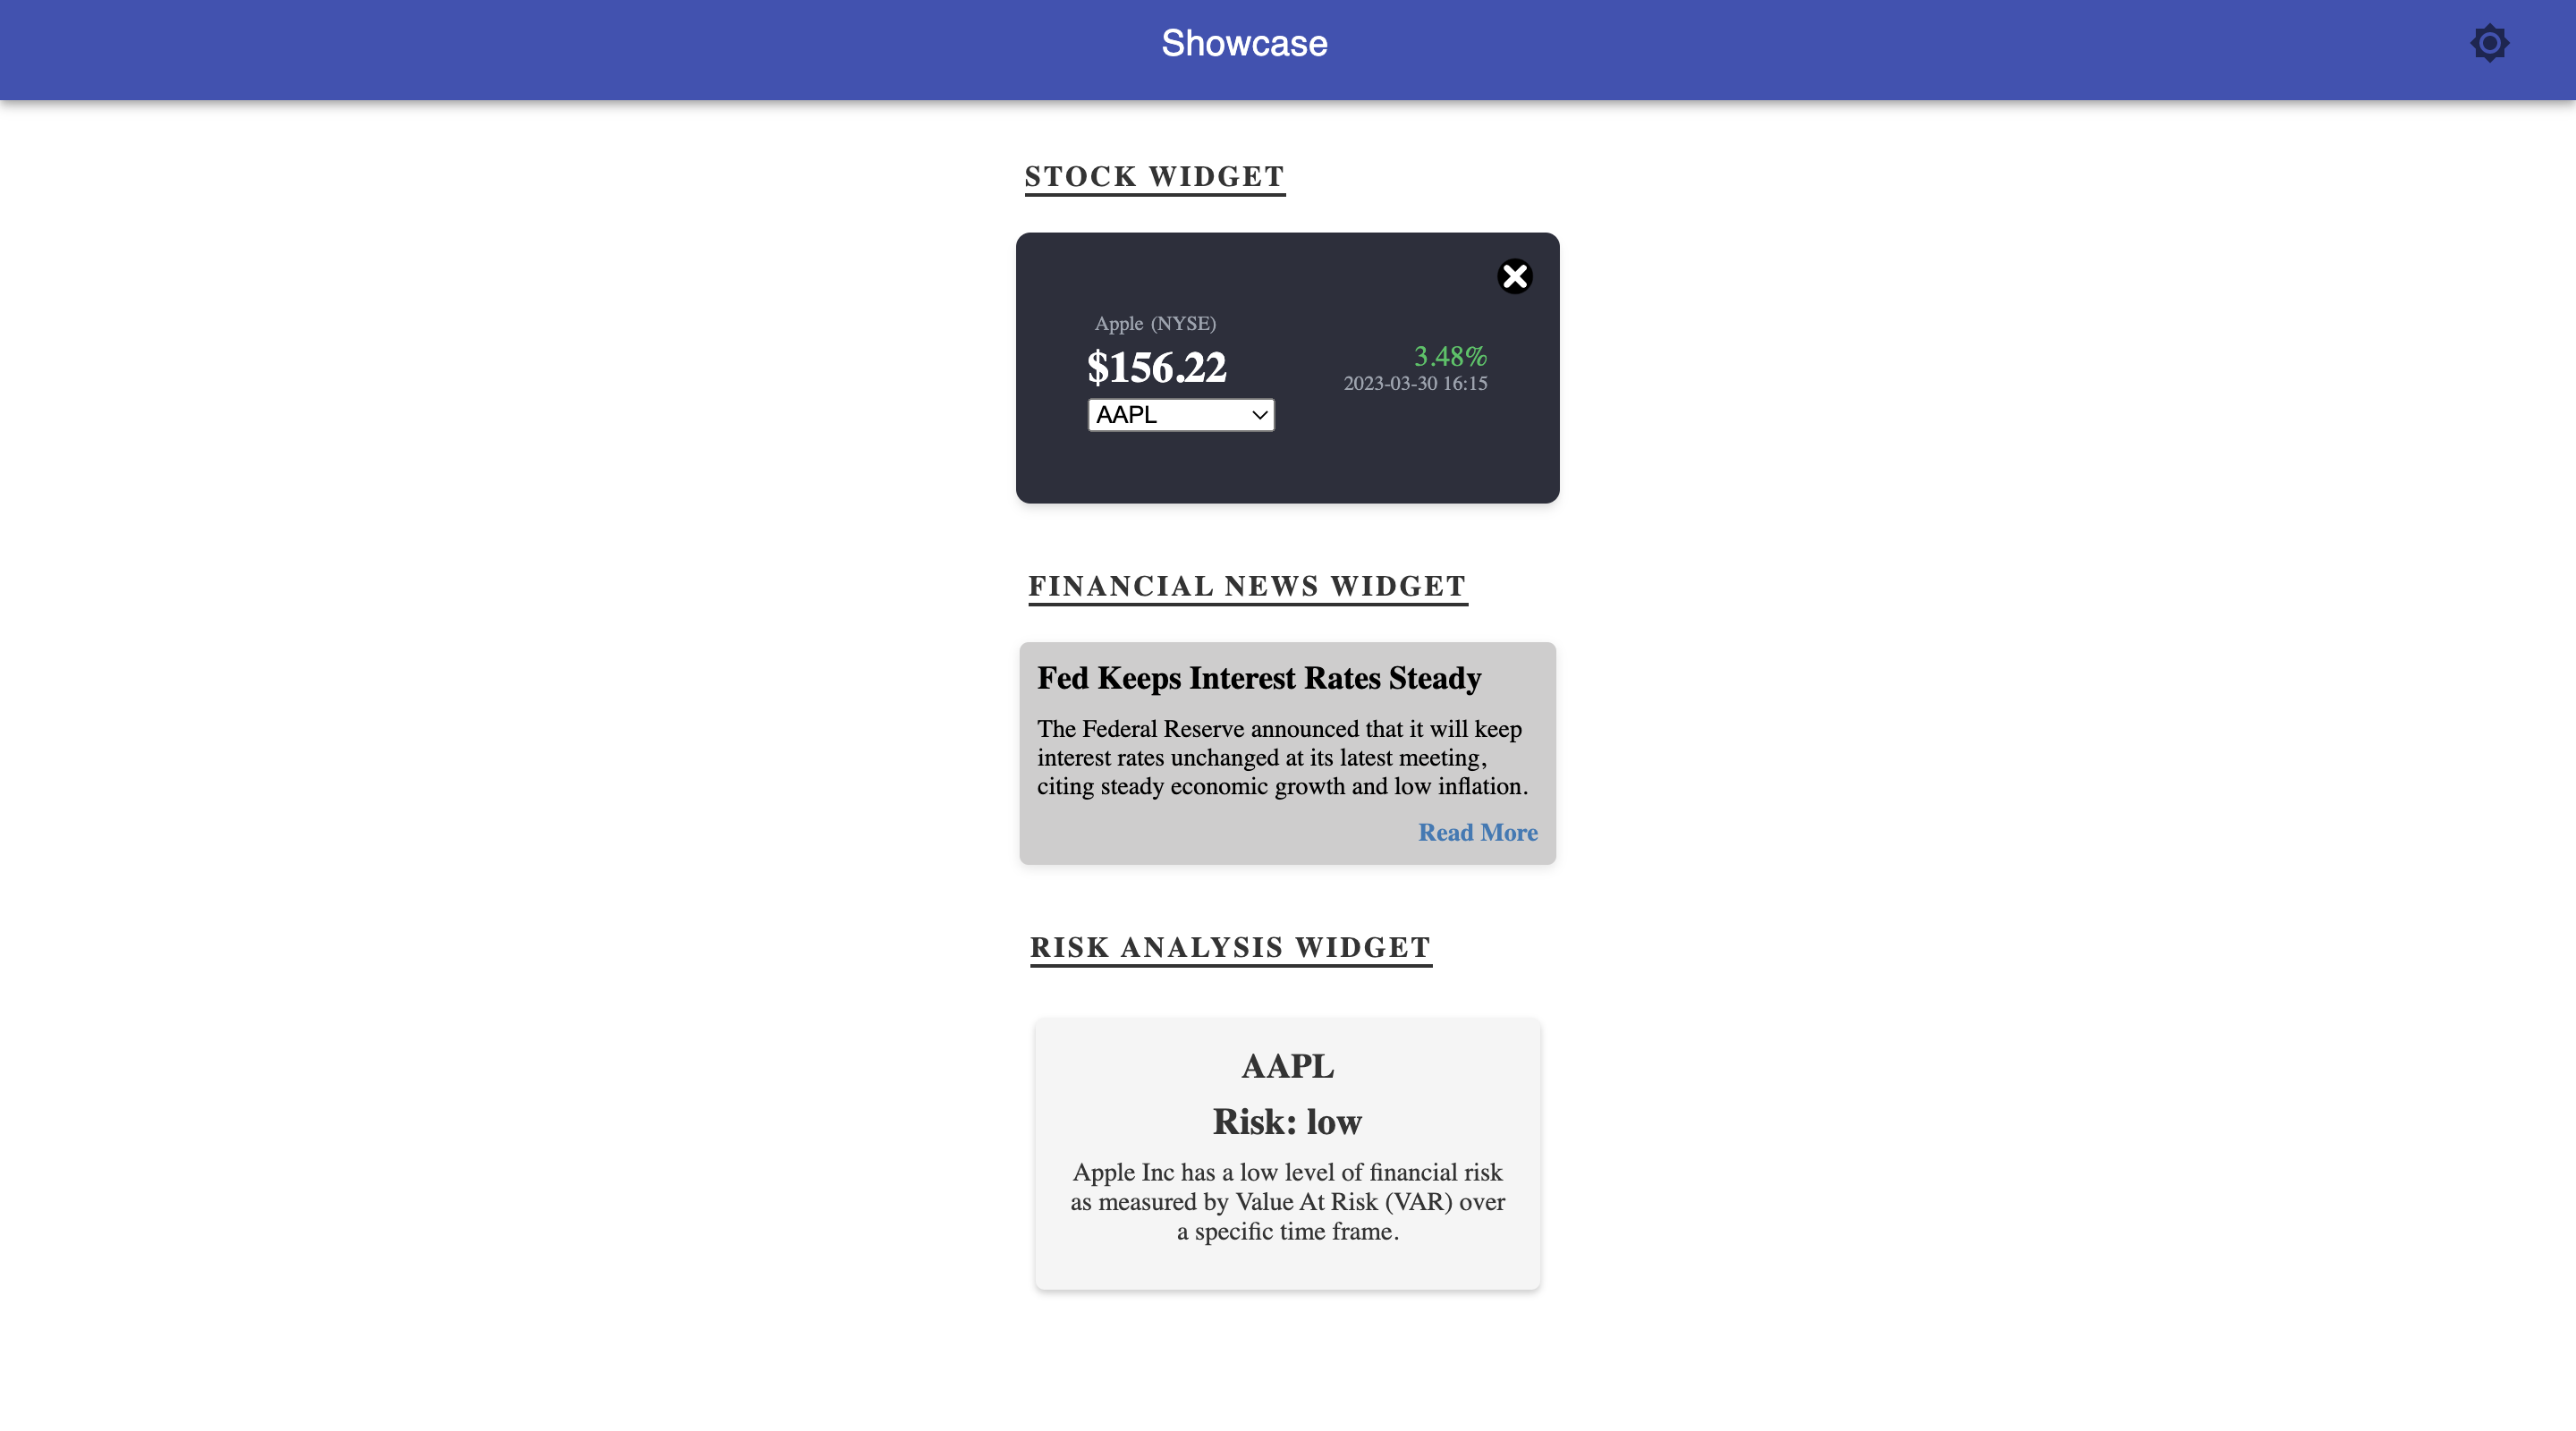 Showcase
STOCK WIDGET
Apple (NYSE)
$156.22
3.48%
2023-03-30 16:15
AAPL
FINANCIAL NEWS WIDGET
Fed Keeps Interest Rates Steady
The Federal Reserve announced that it will keep
interest rates unchanged at its latest meeting,
citing steady economic growth and low inflation.
Read More
RISK ANALYSIS WIDGET
AAPL
Risk: low
Apple Inc has a low level of financial risk
as measured by Value At Risk (VAR) over
a specific time frame.